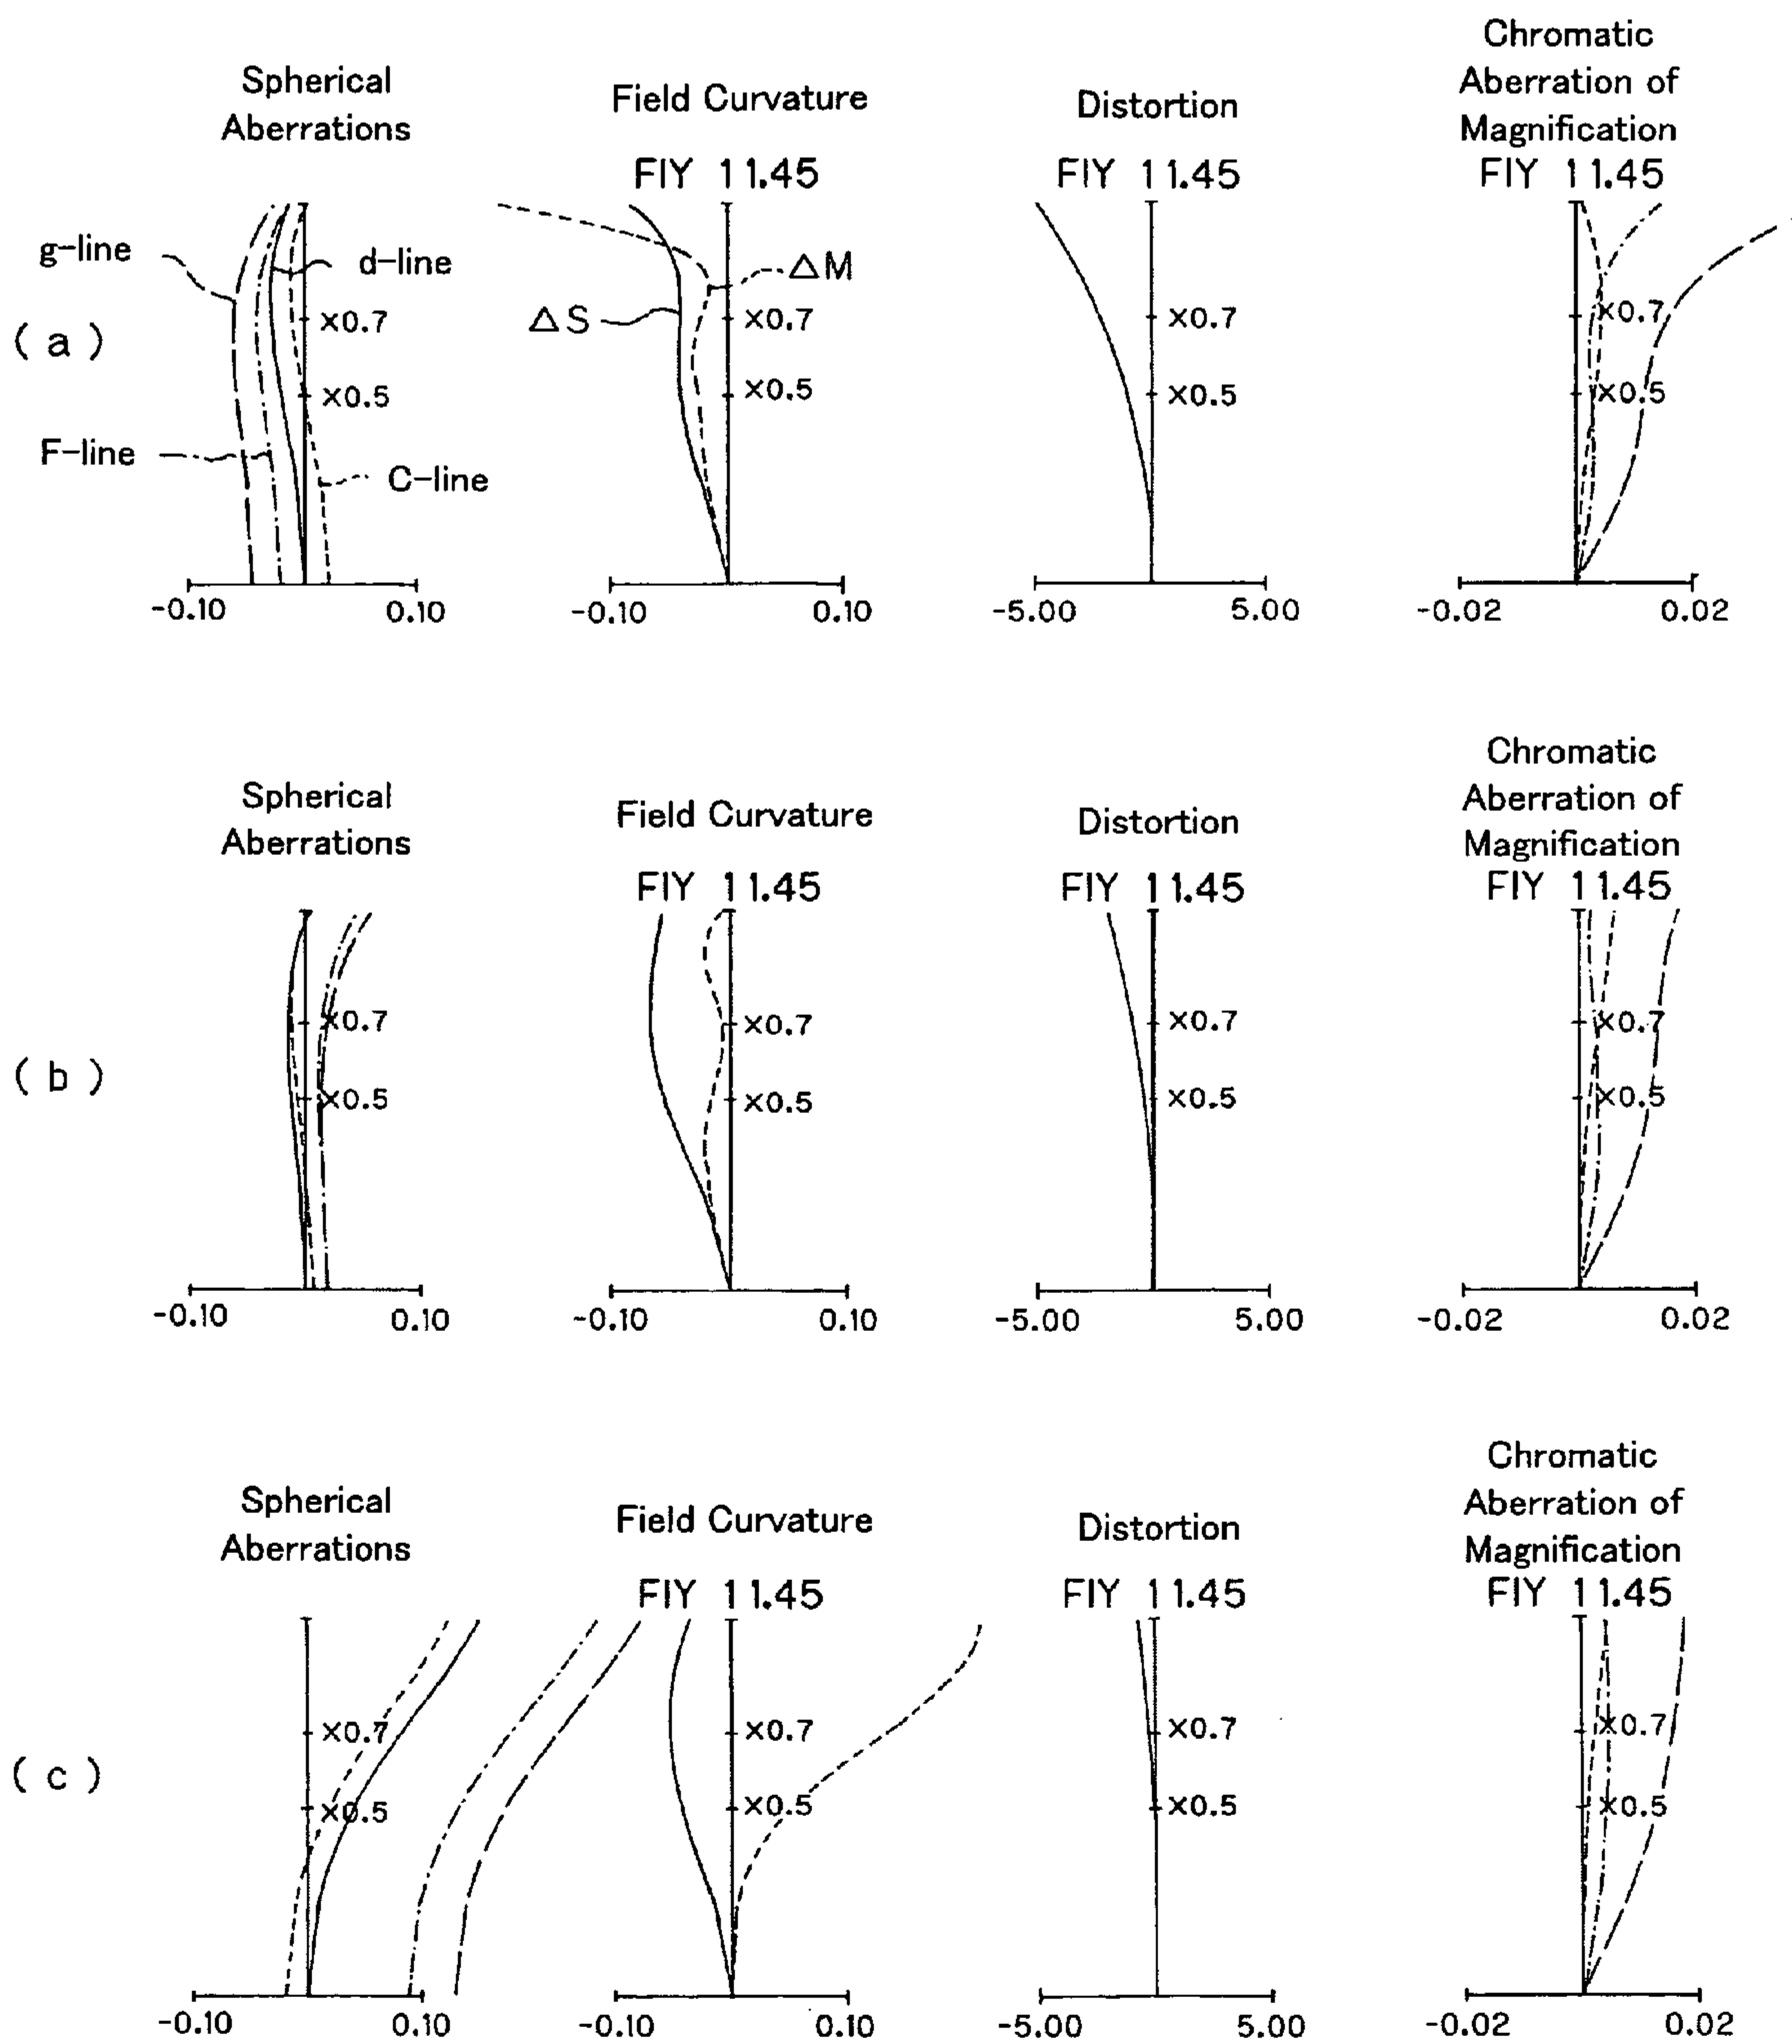 Spherical
Aberrations
Field Curvature
FIY 11.45
Distortion
FIY 11.45
Chromatic
Aberration of
Magnification
FIY 11.45
(a)
g-line
d-line
F-line
C-line
×0.7
×0.5
-0.10
0.10
ΔM
ΔS
×0.7
×0.5
-0.10
0.10
×0.7
×0.5
-5.00
5.00
×0.7
×0.5
-0.02
0.02
Spherical
Aberrations
Field Curvature
FIY 11.45
Distortion
FIY 11.45
Chromatic
Aberration of
Magnification
FIY 11.45
(b)
×0.7
×0.5
-0.10
0.10
×0.7
×0.5
-0.10
0.10
×0.7
×0.5
-5.00
5.00
×0.7
×0.5
-0.02
0.02
Spherical
Aberrations
Field Curvature
FIY 11.45
Distortion
FIY 11.45
Chromatic
Aberration of
Magnification
FIY 11.45
(c)
×0.7
×0.5
-0.10
0.10
×0.7
×0.5
-0.10
0.10
×0.7
×0.5
-5.00
5.00
×0.7
×0.5
-0.02
0.02